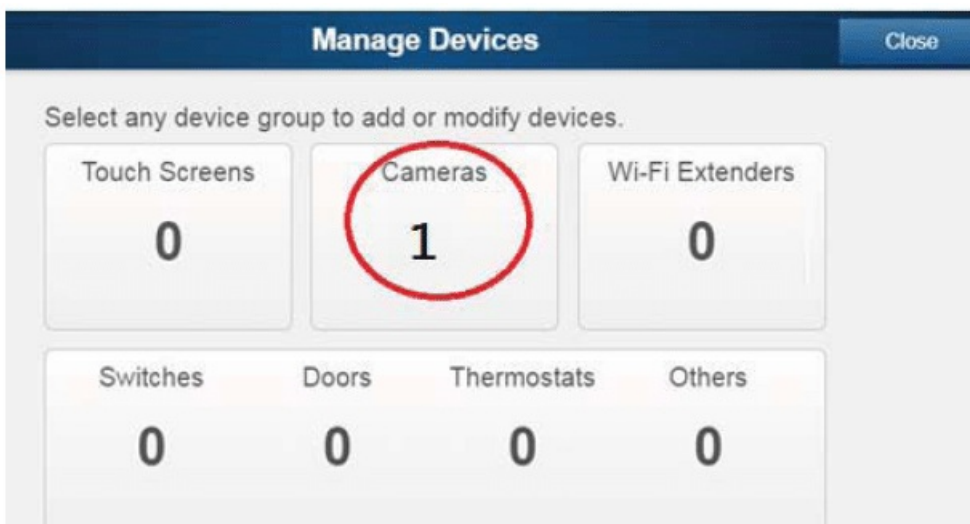 Manage Devices
Close
Select any device group to add or modify devices.
Touch Screens
Cameras
Wi-Fi Extenders
0
1
0
Switches
Doors
Thermostats
Others
0
0
0
0